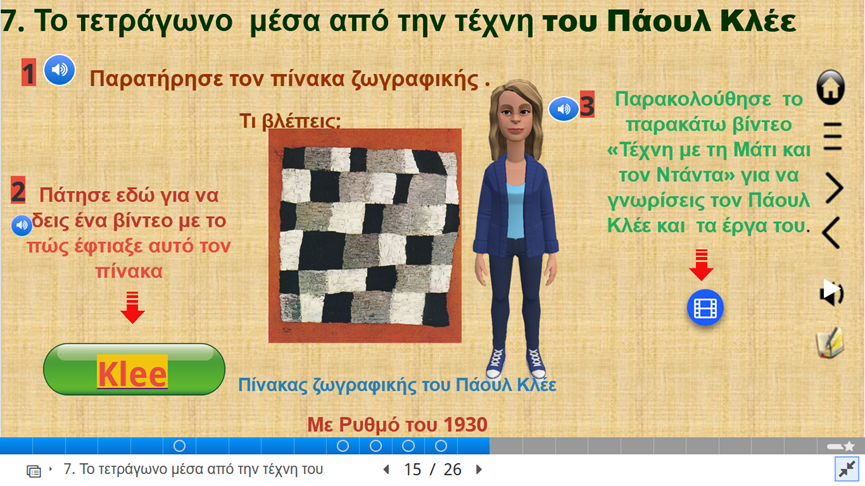 7. Το τετράγωνο μέσα από την τέχνη του Πάουλ Κλέε
1
Παρατήρησε τον πίνακα ζωγραφικής .
Τι βλέπεις;
2
Πάτησε εδώ για να
δεις ένα βίντεο με το
πώς έφτιαξε αυτό τον
πίνακα
Klee
Πίνακας ζωγραφικής του Πάουλ Κλέε
Με Ρυθμό του 1930
3
Παρακολούθησε το
παρακάτω βίντεο
«Τέχνη με τη Μάτι και
τον Ντάντα» για να
γνωρίσεις τον Πάουλ
Κλέε και τα έργα του.
7. Το τετράγωνο μέσα από την τέχνη του
15 / 26